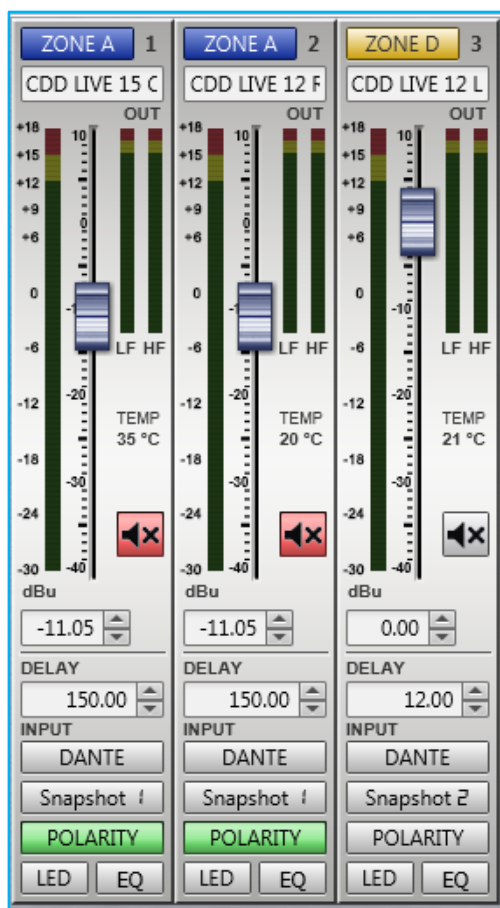 ZONE A 1
CDD LIVE 15 C
OUT
+18
+15
+12
+9
+6
0
-6
-12
-18
-24
-30
10
0
-1
-20
-30
-40
LF HF
TEMP
35 °C
dBu
-11.05
DELAY
150.00
INPUT
DANTE
Snapshot 1
POLARITY
LED EQ
ZONE A 2
CDD LIVE 12 F
OUT
+18
+15
+12
+9
+6
0
-6
-12
-18
-24
-30
10
0
-1
-20
-30
-40
LF HF
TEMP
20 °C
dBu
-11.05
DELAY
150.00
INPUT
DANTE
Snapshot 1
POLARITY
LED EQ
ZONE D 3
CDD LIVE 12 L
OUT
+18
+15
+12
+9
+6
0
-6
-12
-18
-24
-30
10
-10
-20
-30
-40
LF HF
TEMP
21 °C
dBu
0.00
DELAY
12.00
INPUT
DANTE
Snapshot 2
POLARITY
LED EQ